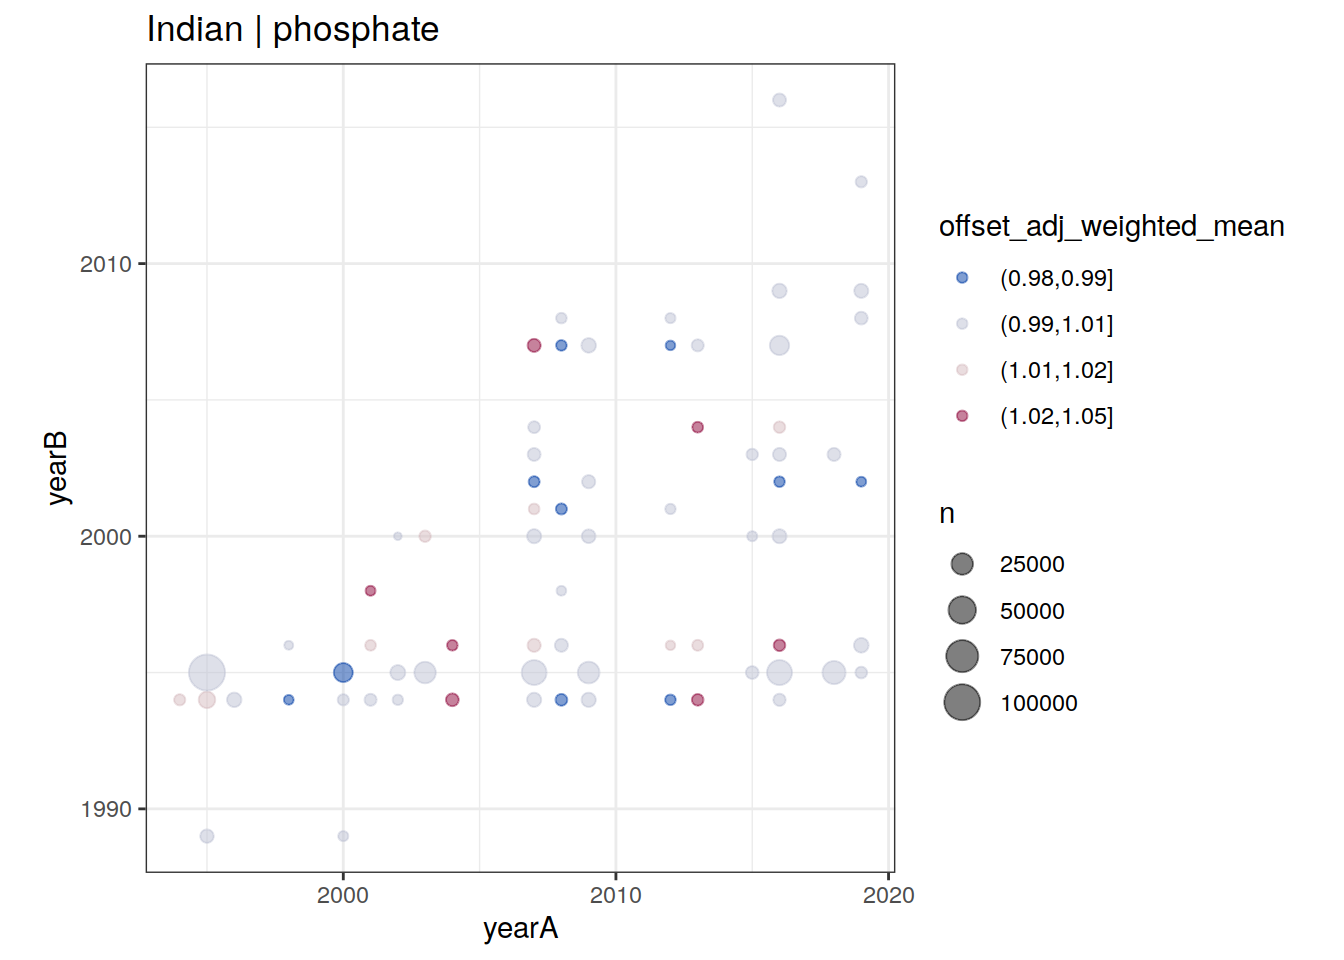 Indian | phosphate
yearB
2010
2000
1990
2000
2010
2020
yearA
offset_adj_weighted_mean
(0.98,0.99]
(0.99,1.01]
(1.01,1.02]
(1.02,1.05]
n
25000
50000
75000
100000